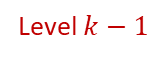 Level 𝑘 − 1